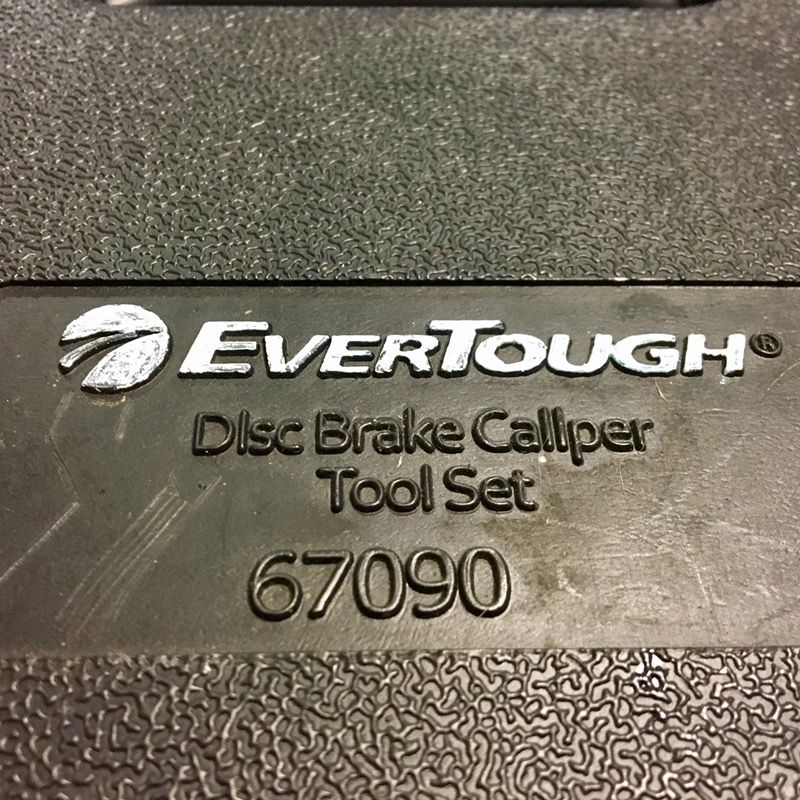 EVERTOUGH®
DIsc Brake CalIper
Tool Set
67090